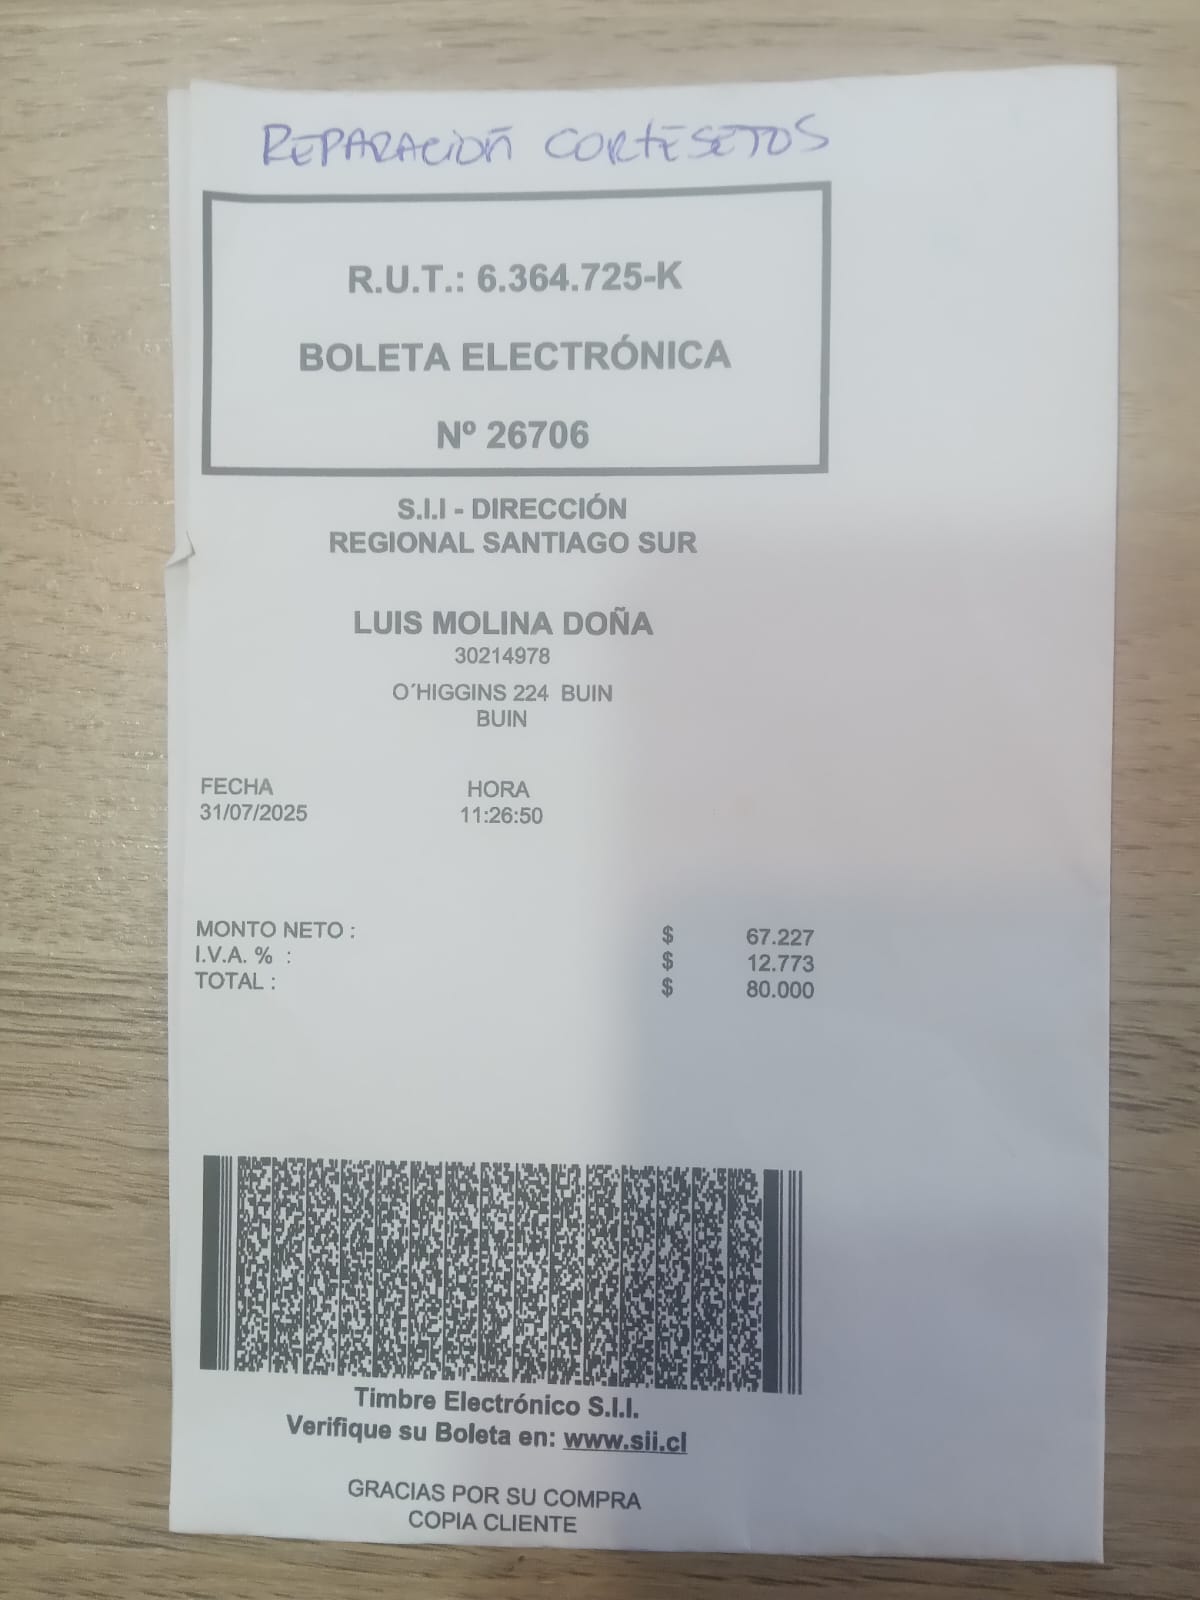 REPARACIÓN CORTESETOS
R.U.T.: 6.364.725-K
BOLETA ELECTRÓNICA
Nº 26706
S.I.I - DIRECCIÓN
REGIONAL SANTIAGO SUR
LUIS MOLINA DOÑA
30214978
O´HIGGINS 224 BUIN
BUIN
FECHA HORA
31/07/2025 11:26:50
MONTO NETO : $ 67.227
I.V.A. % : $ 12.773
TOTAL : $ 80.000
Timbre Electrónico S.I.I.
Verifique su Boleta en: www.sii.cl
GRACIAS POR SU COMPRA
COPIA CLIENTE